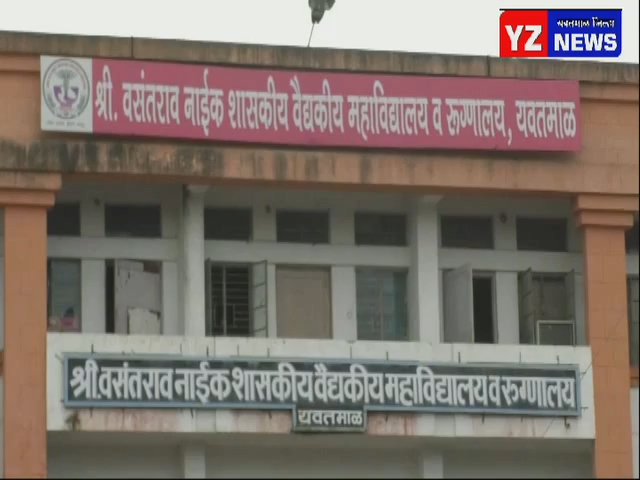 यवतमाळ जिल्हा
YZ NEWS
श्री. वसंतराव नाईक शासकीय वैद्यकीय महाविद्यालय व रूग्णालय, यवतमाळ
श्री. वसंतराव नाईक शासकीय वैद्यकीय महाविद्यालय व रुग्णालय
यवतमाळ